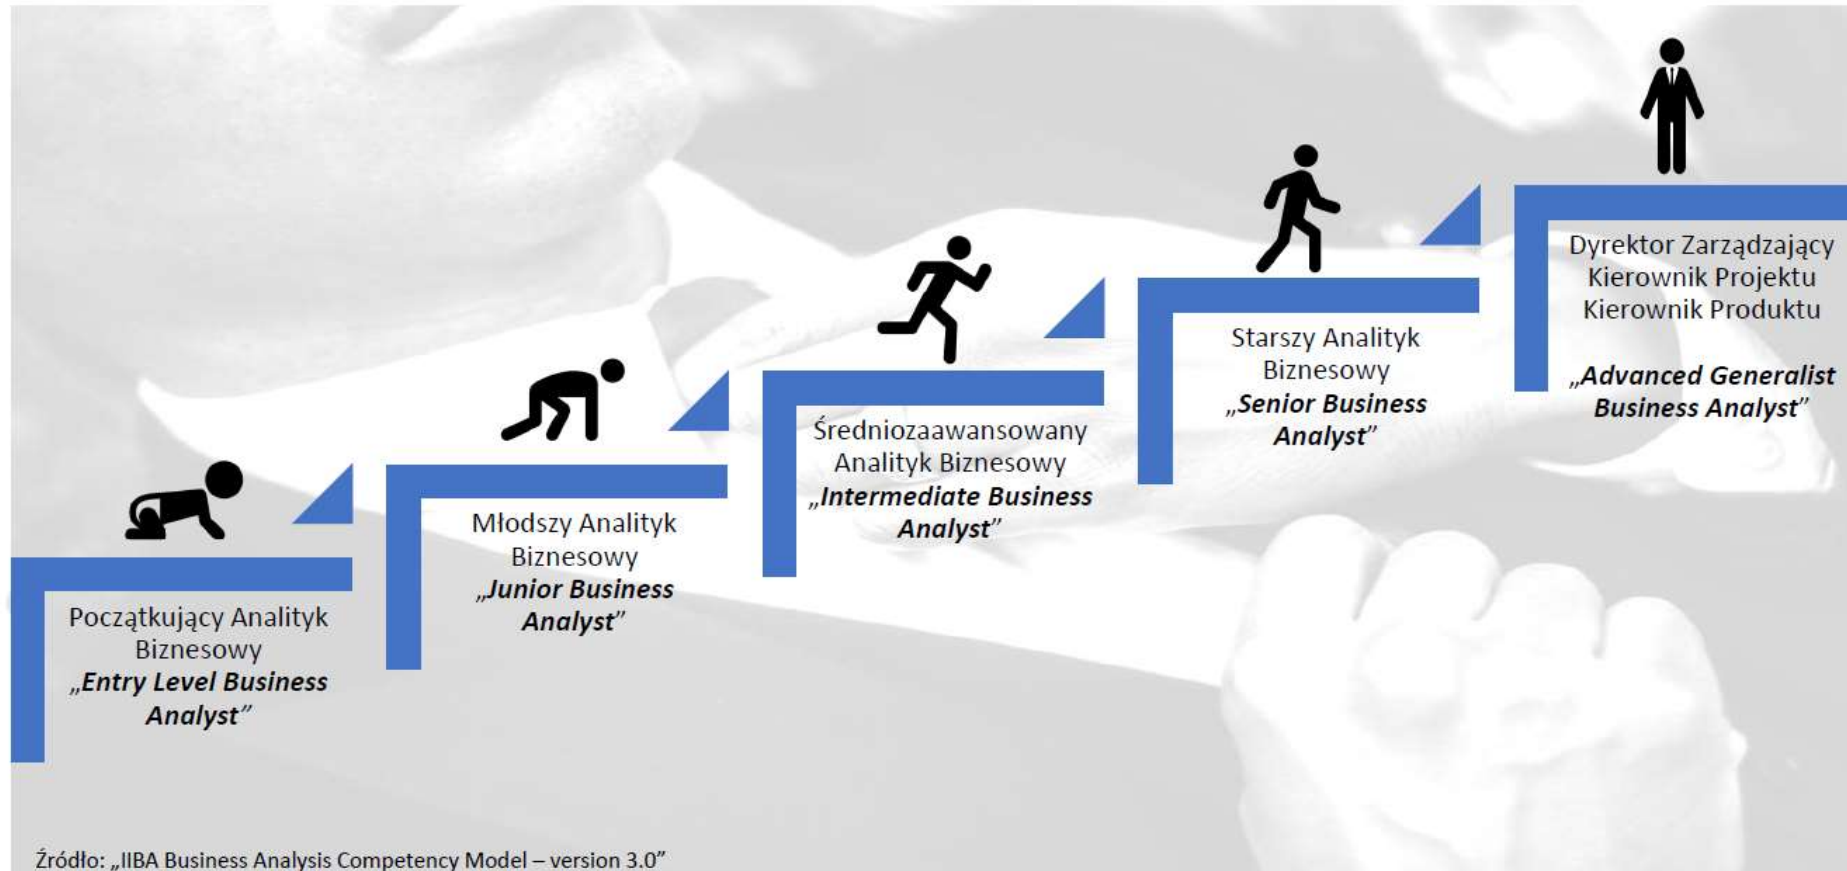 Początkujący Analityk
Biznesowy
„Entry Level Business
Analyst”
Młodszy Analityk
Biznesowy
„Junior Business
Analyst”
Średniozaawansowany
Analityk Biznesowy
„Intermediate Business
Analyst”
Starszy Analityk
Biznesowy
„Senior Business
Analyst”
Dyrektor Zarządzający
Kierownik Projektu
Kierownik Produktu
„Advanced Generalist
Business Analyst”
Źródło: „IIBA Business Analysis Competency Model – version 3.0”